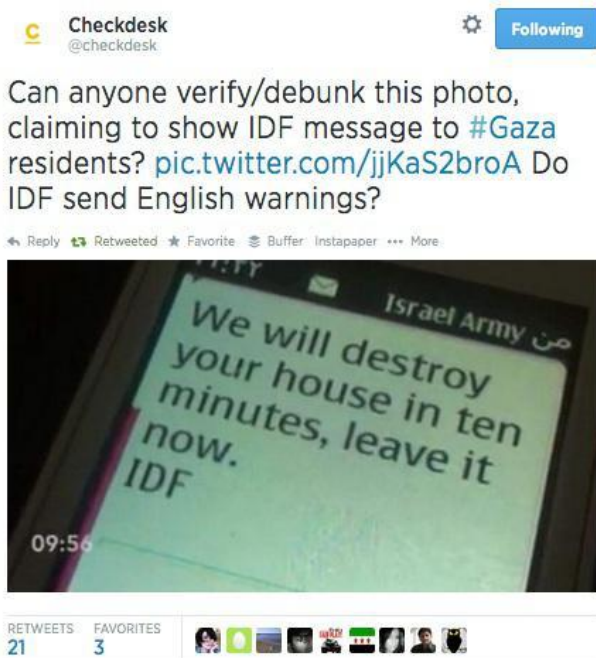 Checkdesk
@checkdesk
Following
Can anyone verify/debunk this photo,
claiming to show IDF message to #Gaza
residents? pic.twitter.com/jjKaS2broA Do
IDF send English warnings?
Reply Retweeted Favorite Buffer Instapaper More
Israel Army من
We will destroy
your house in ten
minutes, leave it
now.
IDF
09:56
RETWEETS FAVORITES
21 3